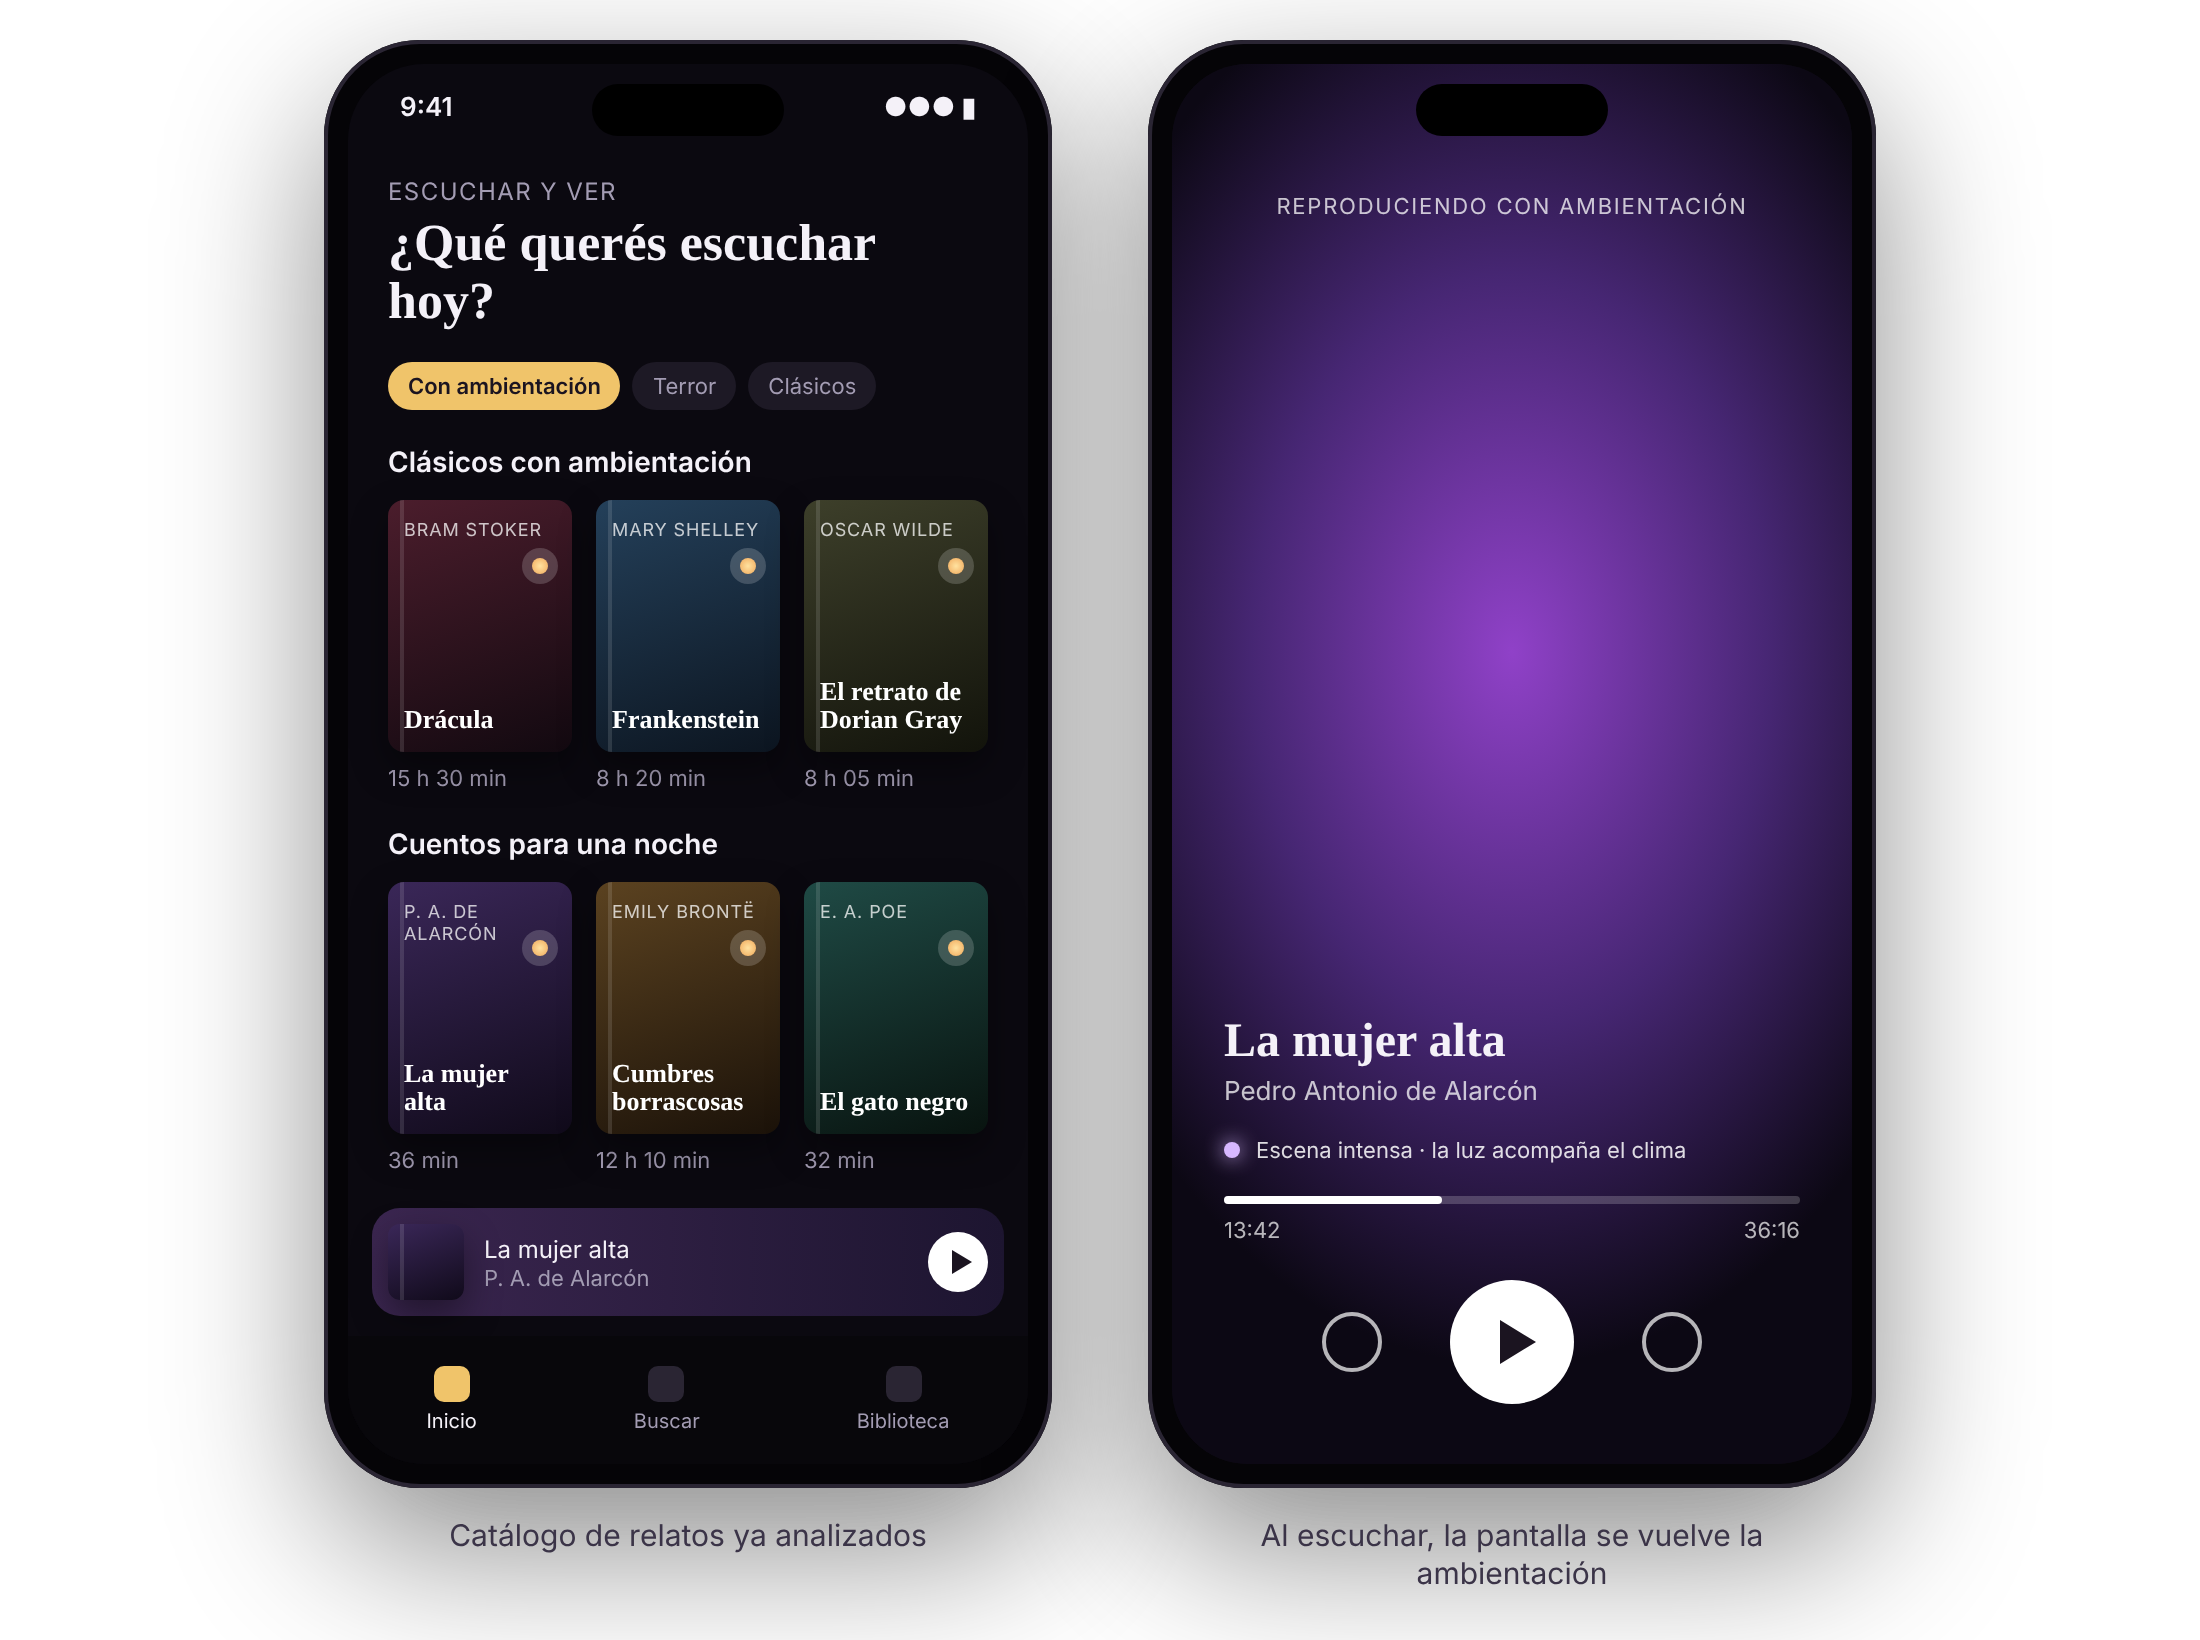 9:41
ESCUCHAR Y VER
¿Qué querés escuchar
hoy?
Con ambientación
Terror
Clásicos
Clásicos con ambientación
BRAM STOKER
Drácula
15 h 30 min
MARY SHELLEY
Frankenstein
8 h 20 min
OSCAR WILDE
El retrato de
Dorian Gray
8 h 05 min
Cuentos para una noche
P. A. DE
ALARCÓN
La mujer
alta
36 min
EMILY BRONTË
Cumbres
borrascosas
12 h 10 min
E. A. POE
El gato negro
32 min
La mujer alta
P. A. de Alarcón
Inicio
Buscar
Biblioteca
Catálogo de relatos ya analizados
REPRODUCIENDO CON AMBIENTACIÓN
La mujer alta
Pedro Antonio de Alarcón
Escena intensa · la luz acompaña el clima
13:42
36:16
Al escuchar, la pantalla se vuelve la
ambientación